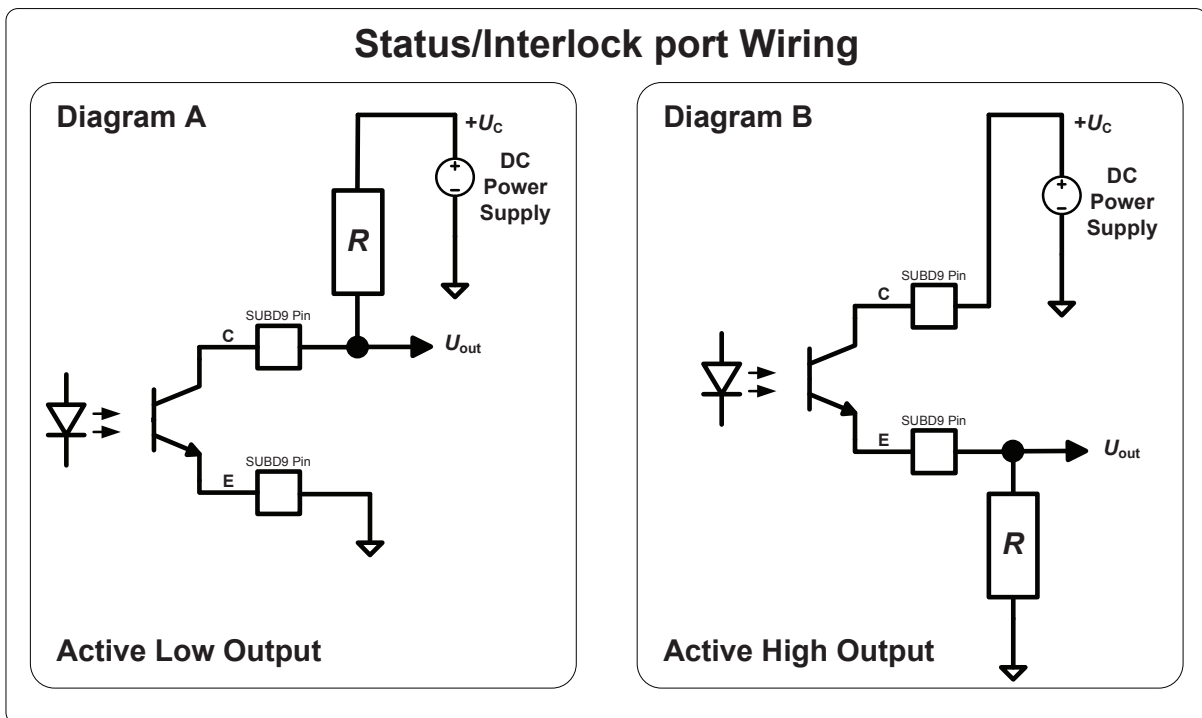 Status/Interlock port Wiring
Diagram A
+UC
DC
Power
Supply
R
SUBD9 Pin
C
Uout
SUBD9 Pin
E
Active Low Output
Diagram B
+UC
DC
Power
Supply
SUBD9 Pin
C
SUBD9 Pin
E
Uout
R
Active High Output